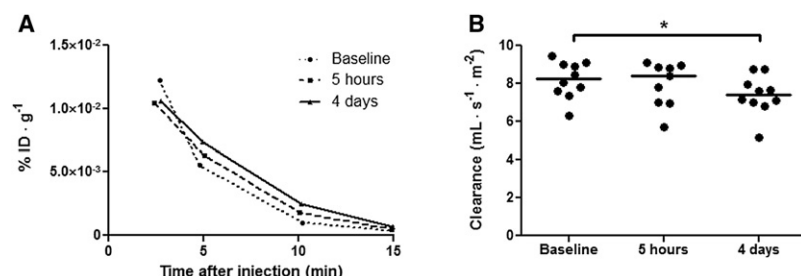 A
1.5×10⁻²
1.0×10⁻²
5.0×10⁻³
0
% ID · g⁻¹
Baseline
5 hours
4 days
0
5
10
15
Time after injection (min)
B
*
10
8
6
4
2
0
Clearance (mL· s⁻¹ · m⁻²)
Baseline
5 hours
4 days